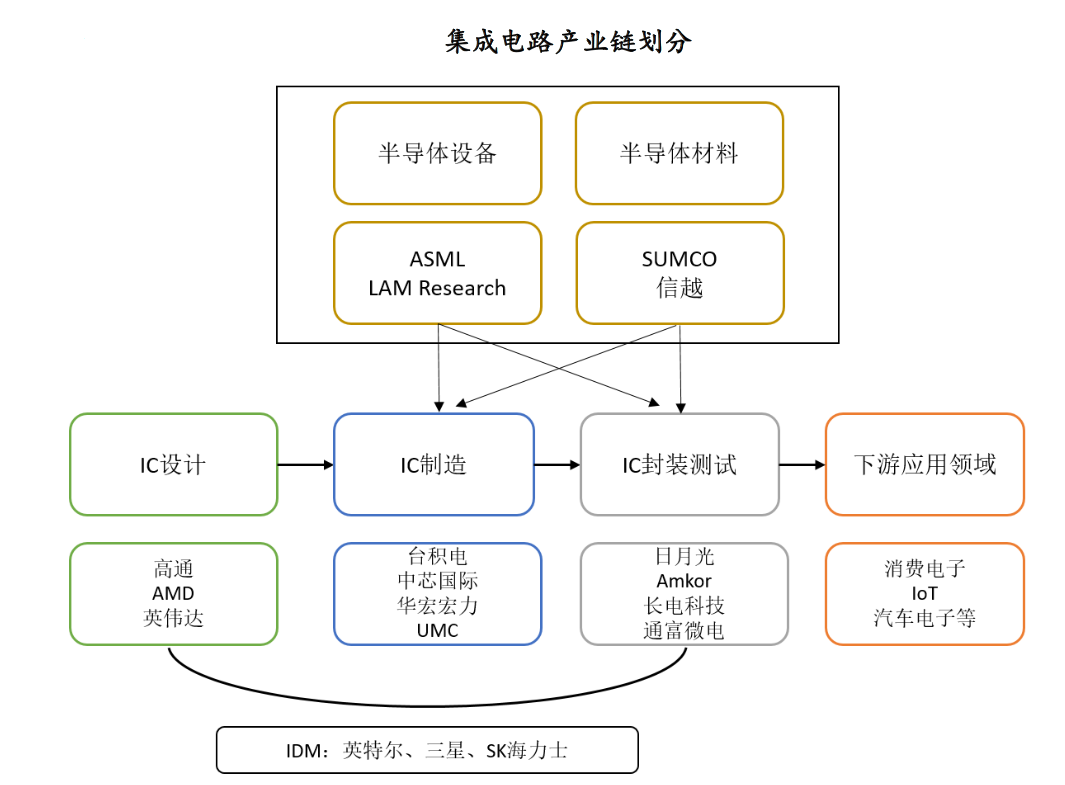 集成电路产业链划分
半导体设备
半导体材料
ASML
LAM Research
SUMCO
信越
IC设计
IC制造
IC封装测试
下游应用领域
高通
AMD
英伟达
台积电
中芯国际
华宏宏力
UMC
日月光
Amkor
长电科技
通富微电
消费电子
IoT
汽车电子等
IDM：英特尔、三星、SK海力士